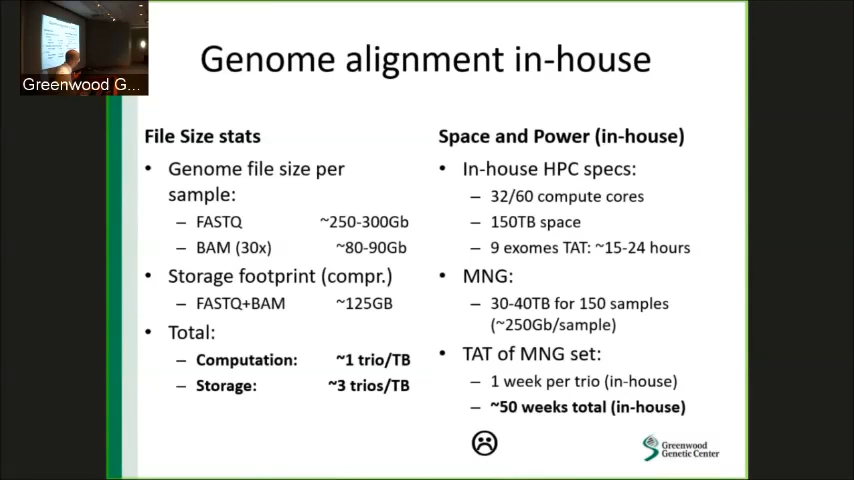 Greenwood G...
Genome alignment in-house
File Size stats
• Genome file size per
sample:
– FASTQ ~250-300Gb
– BAM (30x) ~80-90Gb
• Storage footprint (compr.)
– FASTQ+BAM ~125GB
• Total:
– Computation: ~1 trio/TB
– Storage: ~3 trios/TB
Space and Power (in-house)
• In-house HPC specs:
– 32/60 compute cores
– 150TB space
– 9 exomes TAT: ~15-24 hours
• MNG:
– 30-40TB for 150 samples
(~250Gb/sample)
• TAT of MNG set:
– 1 week per trio (in-house)
– ~50 weeks total (in-house)
Greenwood
Genetic Center